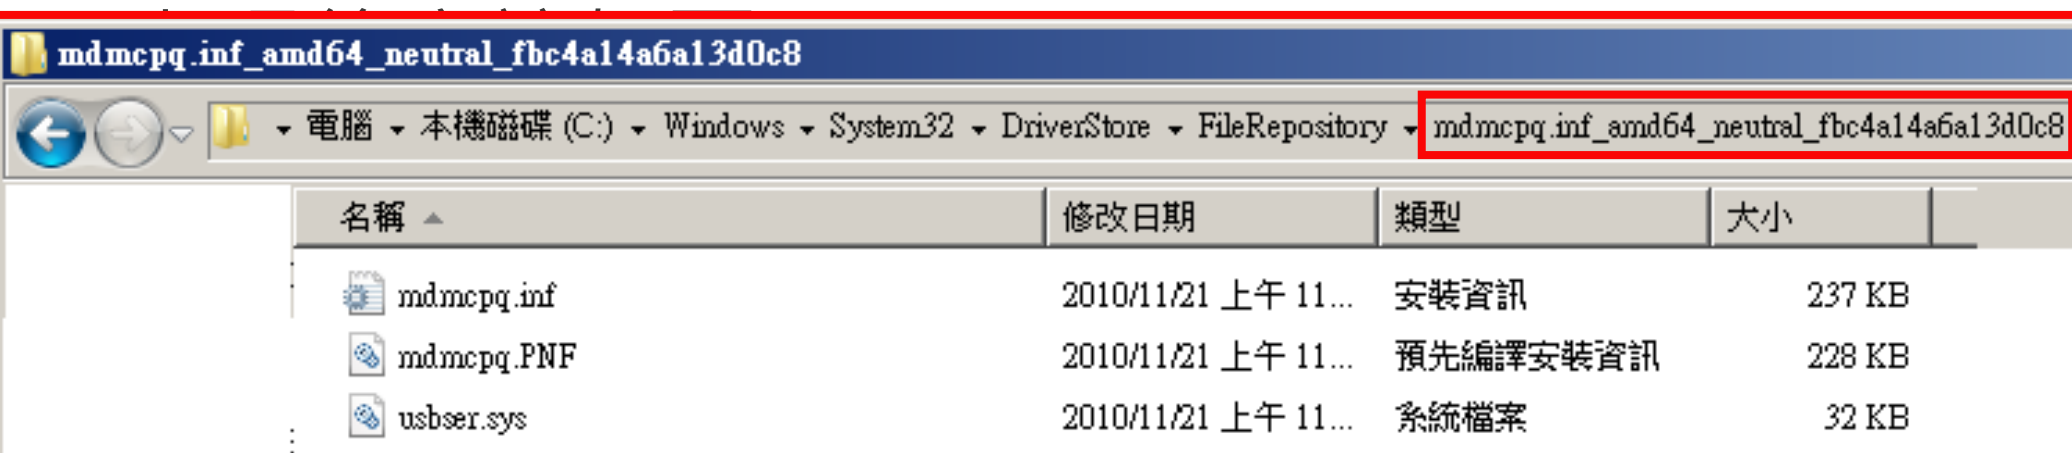 mdmcpq.inf_amd64_neutral_fbc4a14a6a13d0c8
電腦 本機磁碟 (C:) Windows System32 DriverStore FileRepository mdmcpq.inf_amd64_neutral_fbc4a14a6a13d0c8
名稱 修改日期 類型 大小
mdmcpq.inf 2010/11/21 上午 11... 安裝資訊 237 KB
mdmcpq.PNF 2010/11/21 上午 11... 預先編譯安裝資訊 228 KB
usbser.sys 2010/11/21 上午 11... 系統檔案 32 KB